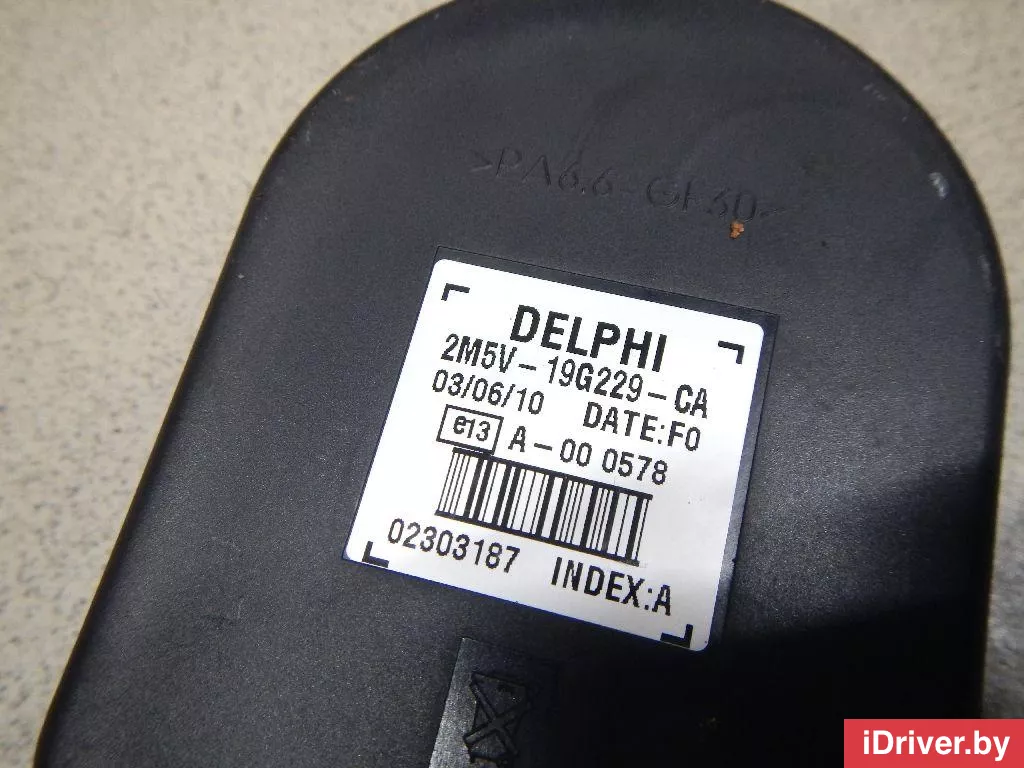 >PA6.6-GF30<
DELPHI
2M5V-19G229-CA
03/06/10 DATE:F0
e13 A-00 0578
02303187 INDEX:A
iDriver.by